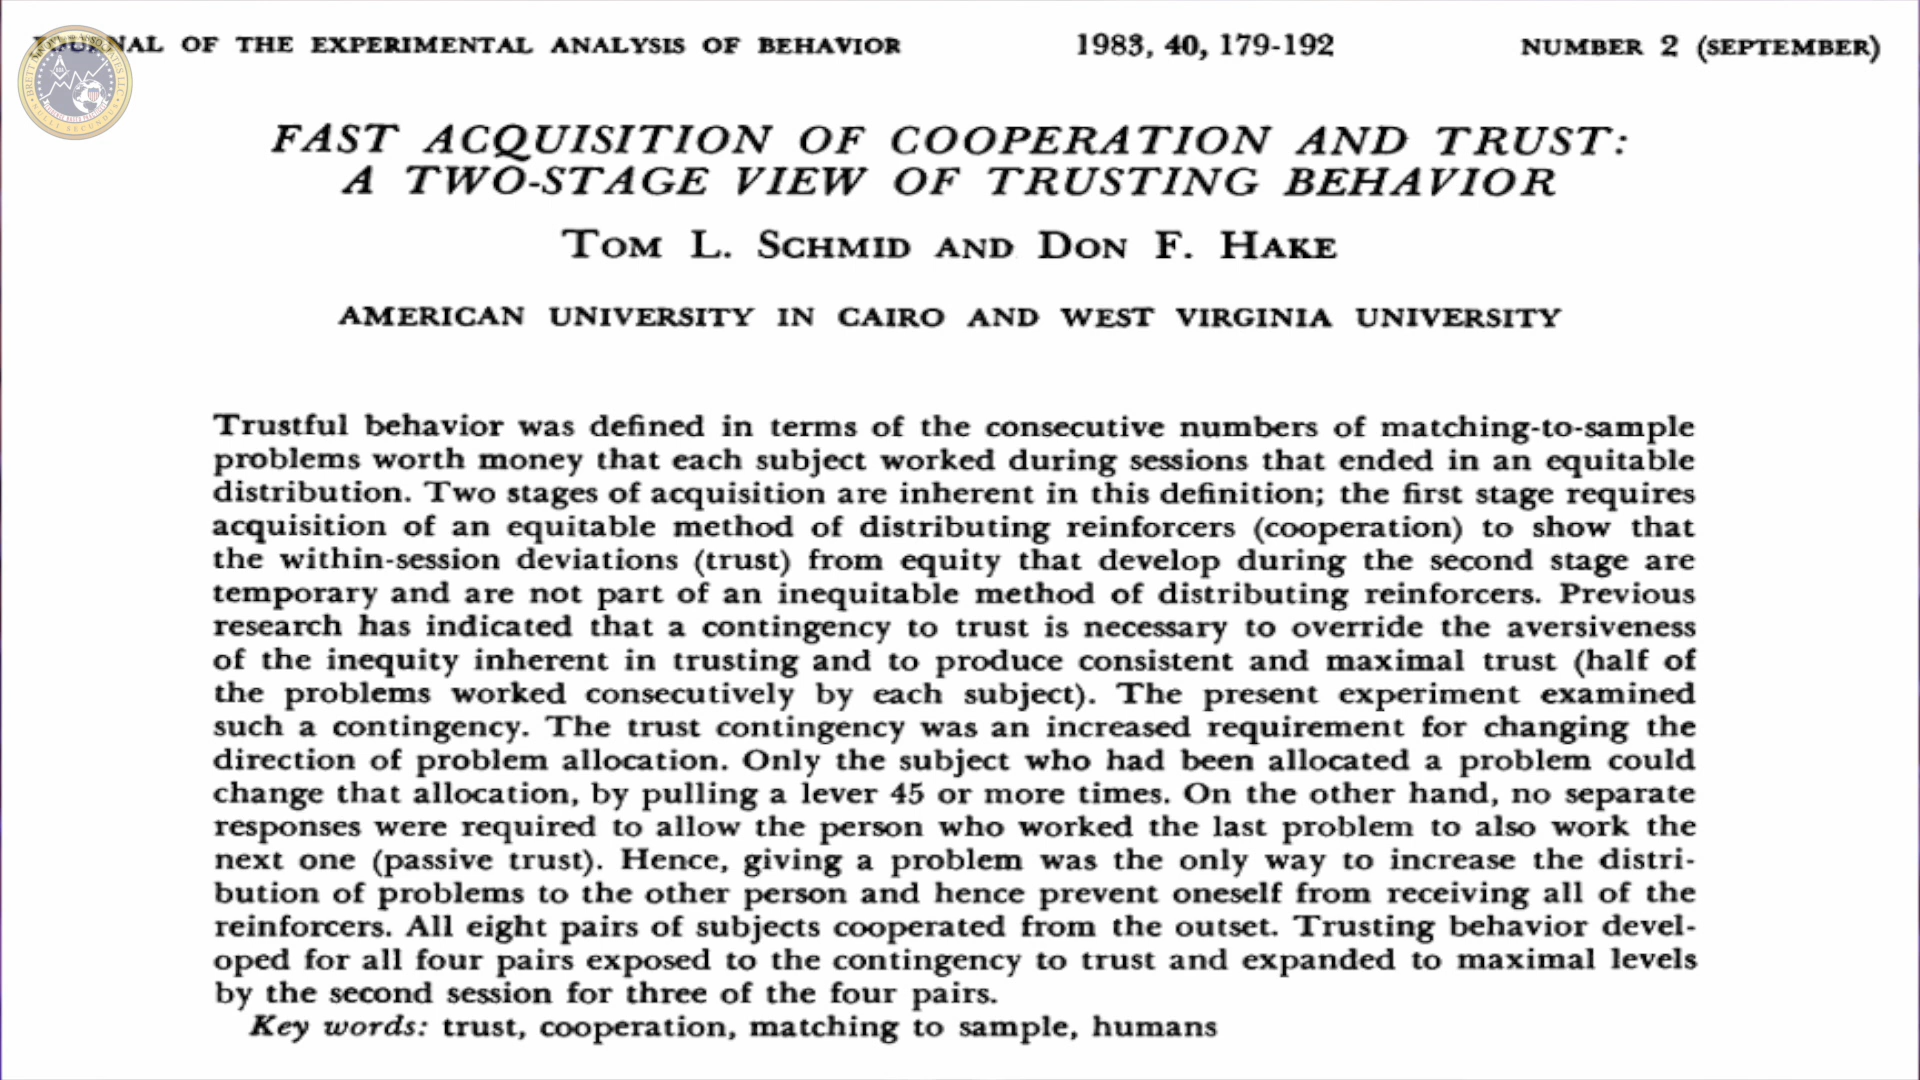 JOURNAL OF THE EXPERIMENTAL ANALYSIS OF BEHAVIOR 1983, 40, 179-192 NUMBER 2 (SEPTEMBER)
FAST ACQUISITION OF COOPERATION AND TRUST:
A TWO-STAGE VIEW OF TRUSTING BEHAVIOR
TOM L. SCHMID AND DON F. HAKE
AMERICAN UNIVERSITY IN CAIRO AND WEST VIRGINIA UNIVERSITY
Trustful behavior was defined in terms of the consecutive numbers of matching-to-sample
problems worth money that each subject worked during sessions that ended in an equitable
distribution. Two stages of acquisition are inherent in this definition; the first stage requires
acquisition of an equitable method of distributing reinforcers (cooperation) to show that
the within-session deviations (trust) from equity that develop during the second stage are
temporary and are not part of an inequitable method of distributing reinforcers. Previous
research has indicated that a contingency to trust is necessary to override the aversiveness
of the inequity inherent in trusting and to produce consistent and maximal trust (half of
the problems worked consecutively by each subject). The present experiment examined
such a contingency. The trust contingency was an increased requirement for changing the
direction of problem allocation. Only the subject who had been allocated a problem could
change that allocation, by pulling a lever 45 or more times. On the other hand, no separate
responses were required to allow the person who worked the last problem to also work the
next one (passive trust). Hence, giving a problem was the only way to increase the distri-
bution of problems to the other person and hence prevent oneself from receiving all of the
reinforcers. All eight pairs of subjects cooperated from the outset. Trusting behavior devel-
oped for all four pairs exposed to the contingency to trust and expanded to maximal levels
by the second session for three of the four pairs.
Key words: trust, cooperation, matching to sample, humans